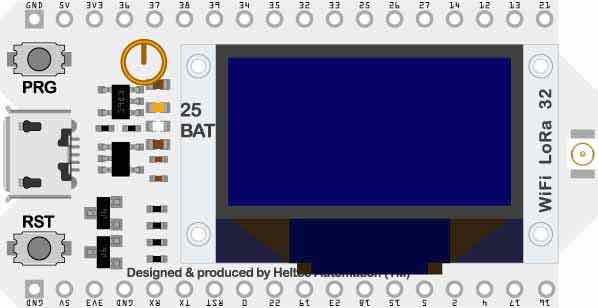 GND 5V 3V3 36 37 38 39 34 35 32 33 25 26 27 14 12 13 21
PRG
25
BAT
WiFi LoRa 32
RST
Designed & produced by Heltec Automation (TM)
GND 5V 3V3 GND RX TX RST 0 22 19 23 18 5 15 2 4 17 16